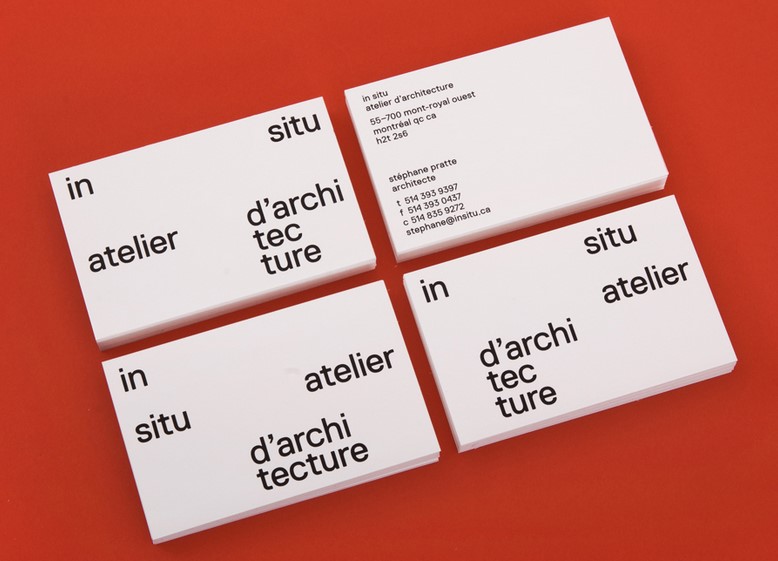 in
situ
atelier
d'archi
tec
ture
in situ
atelier d'architecture
55–700 mont-royal ouest
montréal qc ca
h2t 2s6
stéphane pratte
architecte
t 514 393 9397
f 514 393 0437
c 514 835 9272
stephane@insitu.ca
in
atelier
situ
d'archi
tecture
in
situ
atelier
d'archi
tec
ture